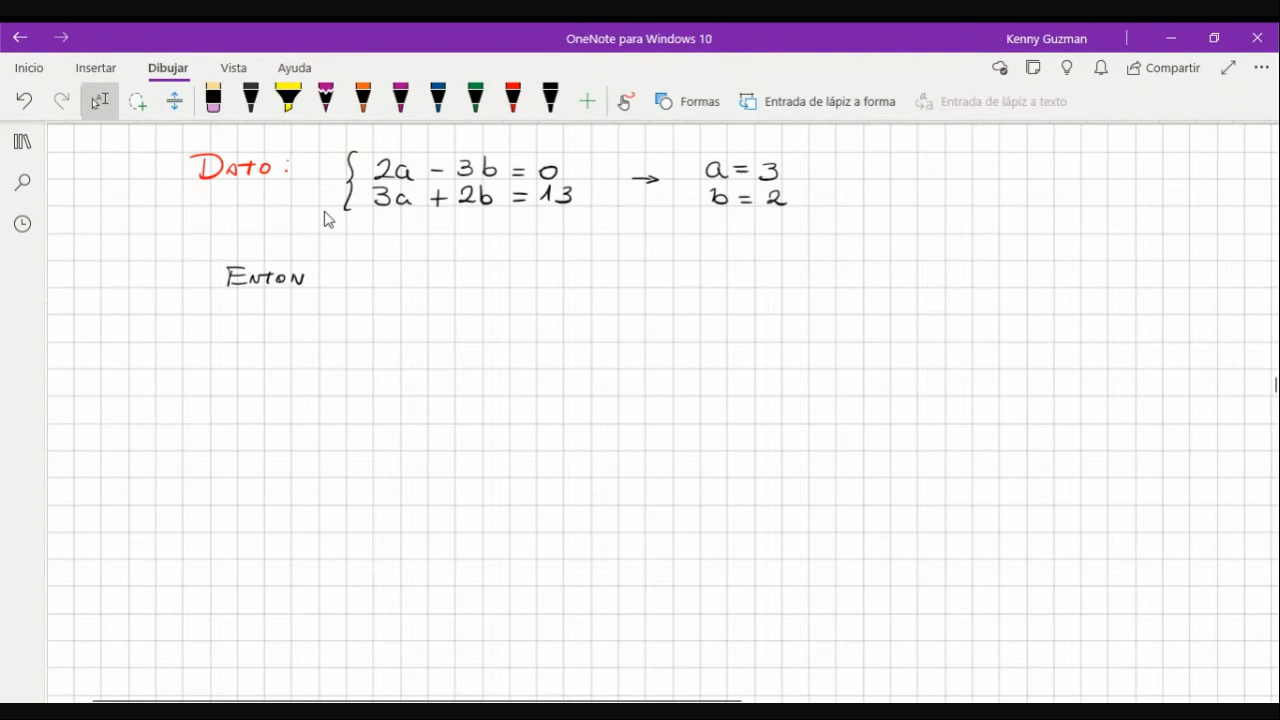 OneNote para Windows 10
Kenny Guzman
Inicio Insertar Dibujar Vista Ayuda
Compartir
Formas Entrada de lápiz a forma Entrada de lápiz a texto
DATO: { 2a - 3b = 0 → a = 3
3a + 2b = 13 b = 2
ENTON